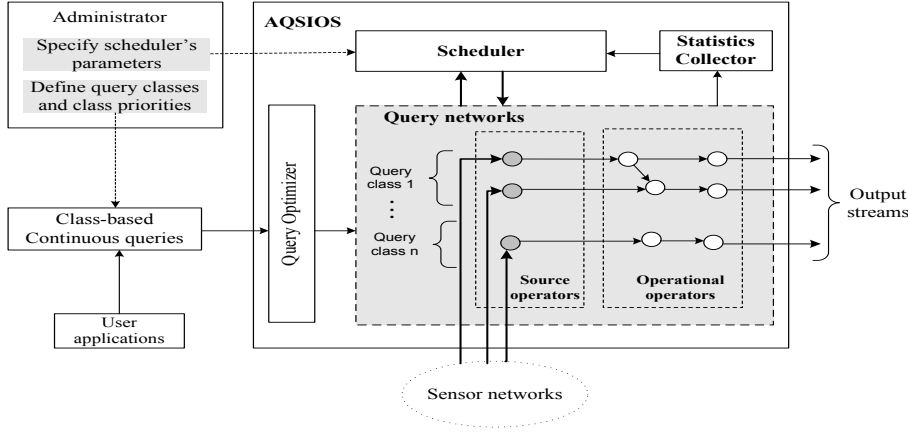 Administrator
Specify scheduler's
parameters
Define query classes
and class priorities
AQSIOS
Scheduler
Statistics
Collector
Query networks
Query
class 1
...
Query
class n
Query Optimizer
Source
operators
Operational
operators
Output
streams
Class-based
Continuous queries
User
applications
Sensor networks